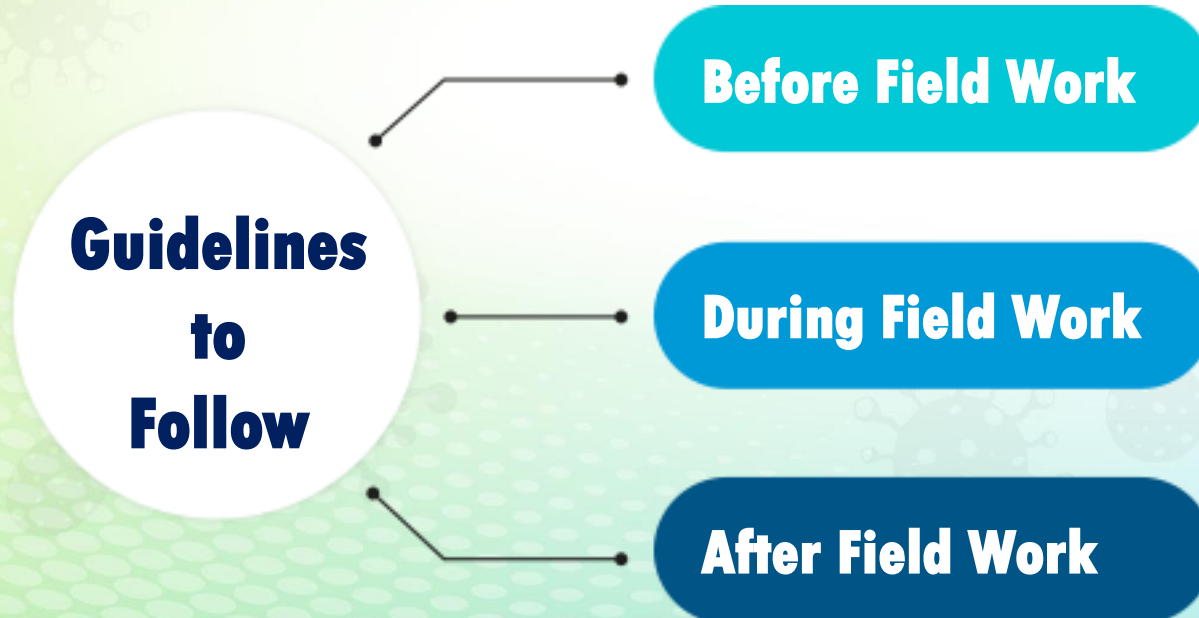 Guidelines
to
Follow
Before Field Work
During Field Work
After Field Work